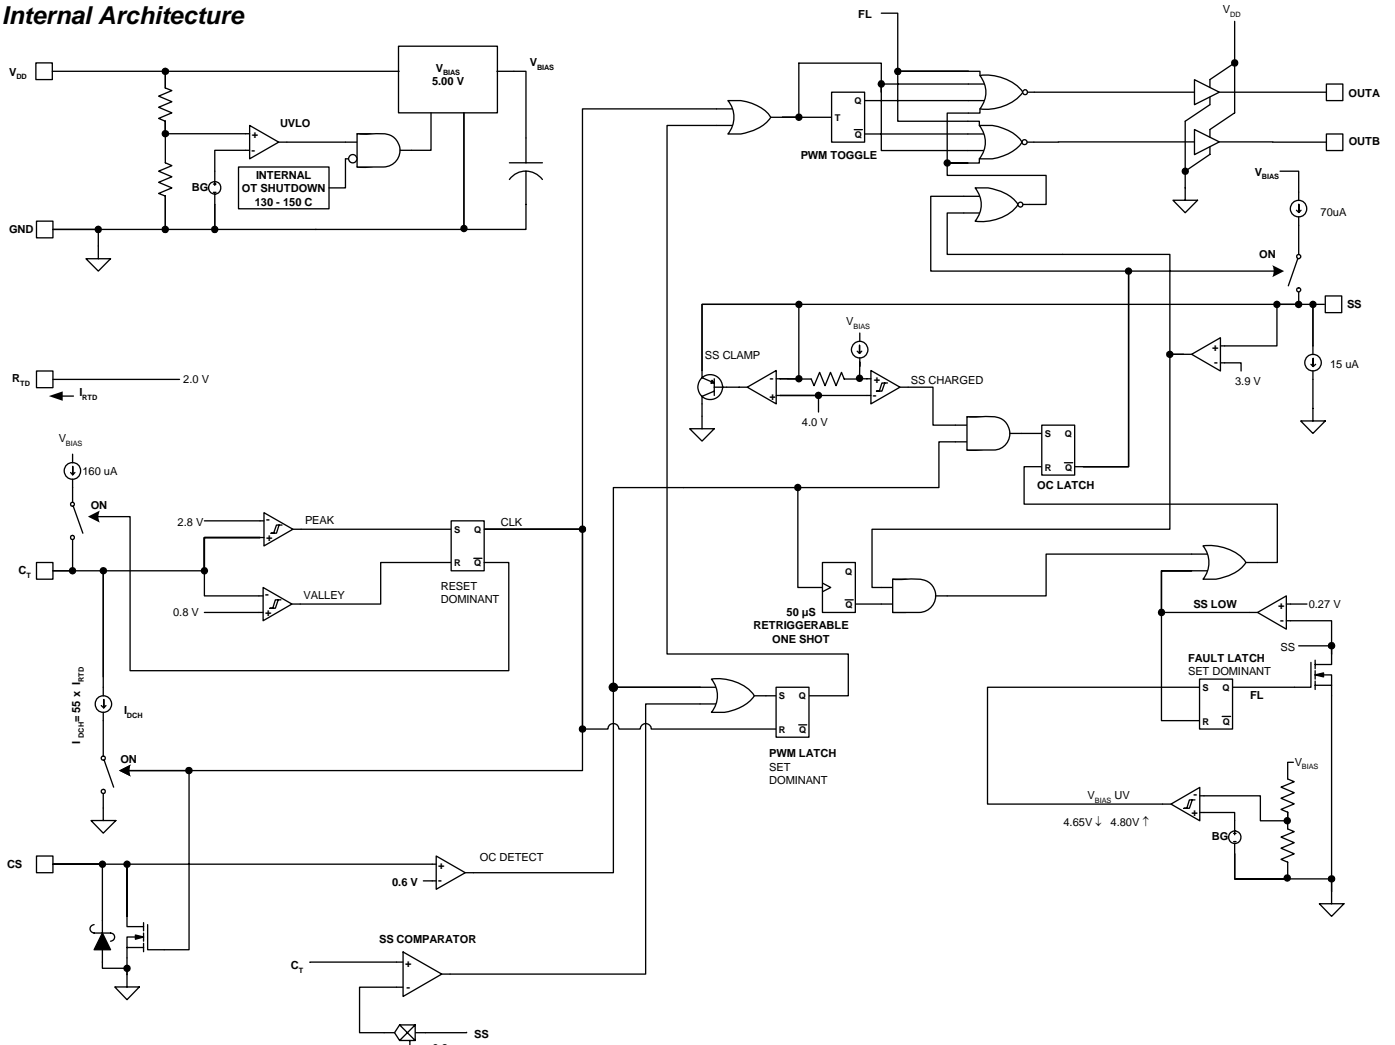 Internal Architecture
FL
VDD
VDD
VBIAS
5.00 V
VBIAS
UVLO
BG
INTERNAL
OT SHUTDOWN
130 - 150 C
GND
T
Q
Q
PWM TOGGLE
OUTA
OUTB
VBIAS
70uA
ON
SS
15 uA
+
-
3.9 V
VBIAS
SS CLAMP
SS CHARGED
4.0 V
S Q
R Q
OC LATCH
RTD
2.0 V
IRTD
VBIAS
160 uA
ON
2.8 V
PEAK
CT
VALLEY
0.8 V
S Q
R Q
CLK
RESET
DOMINANT
Q
Q
50 µS
RETRIGGERABLE
ONE SHOT
SS LOW
0.27 V
SS
FAULT LATCH
SET DOMINANT
S Q
R Q
FL
I DCH= 55 x IRTD
IDCH
ON
S Q
R Q
PWM LATCH
SET
DOMINANT
VBIAS UV
4.65V↓ 4.80V↑
VBIAS
BG
CS
OC DETECT
0.6 V
SS COMPARATOR
CT
SS